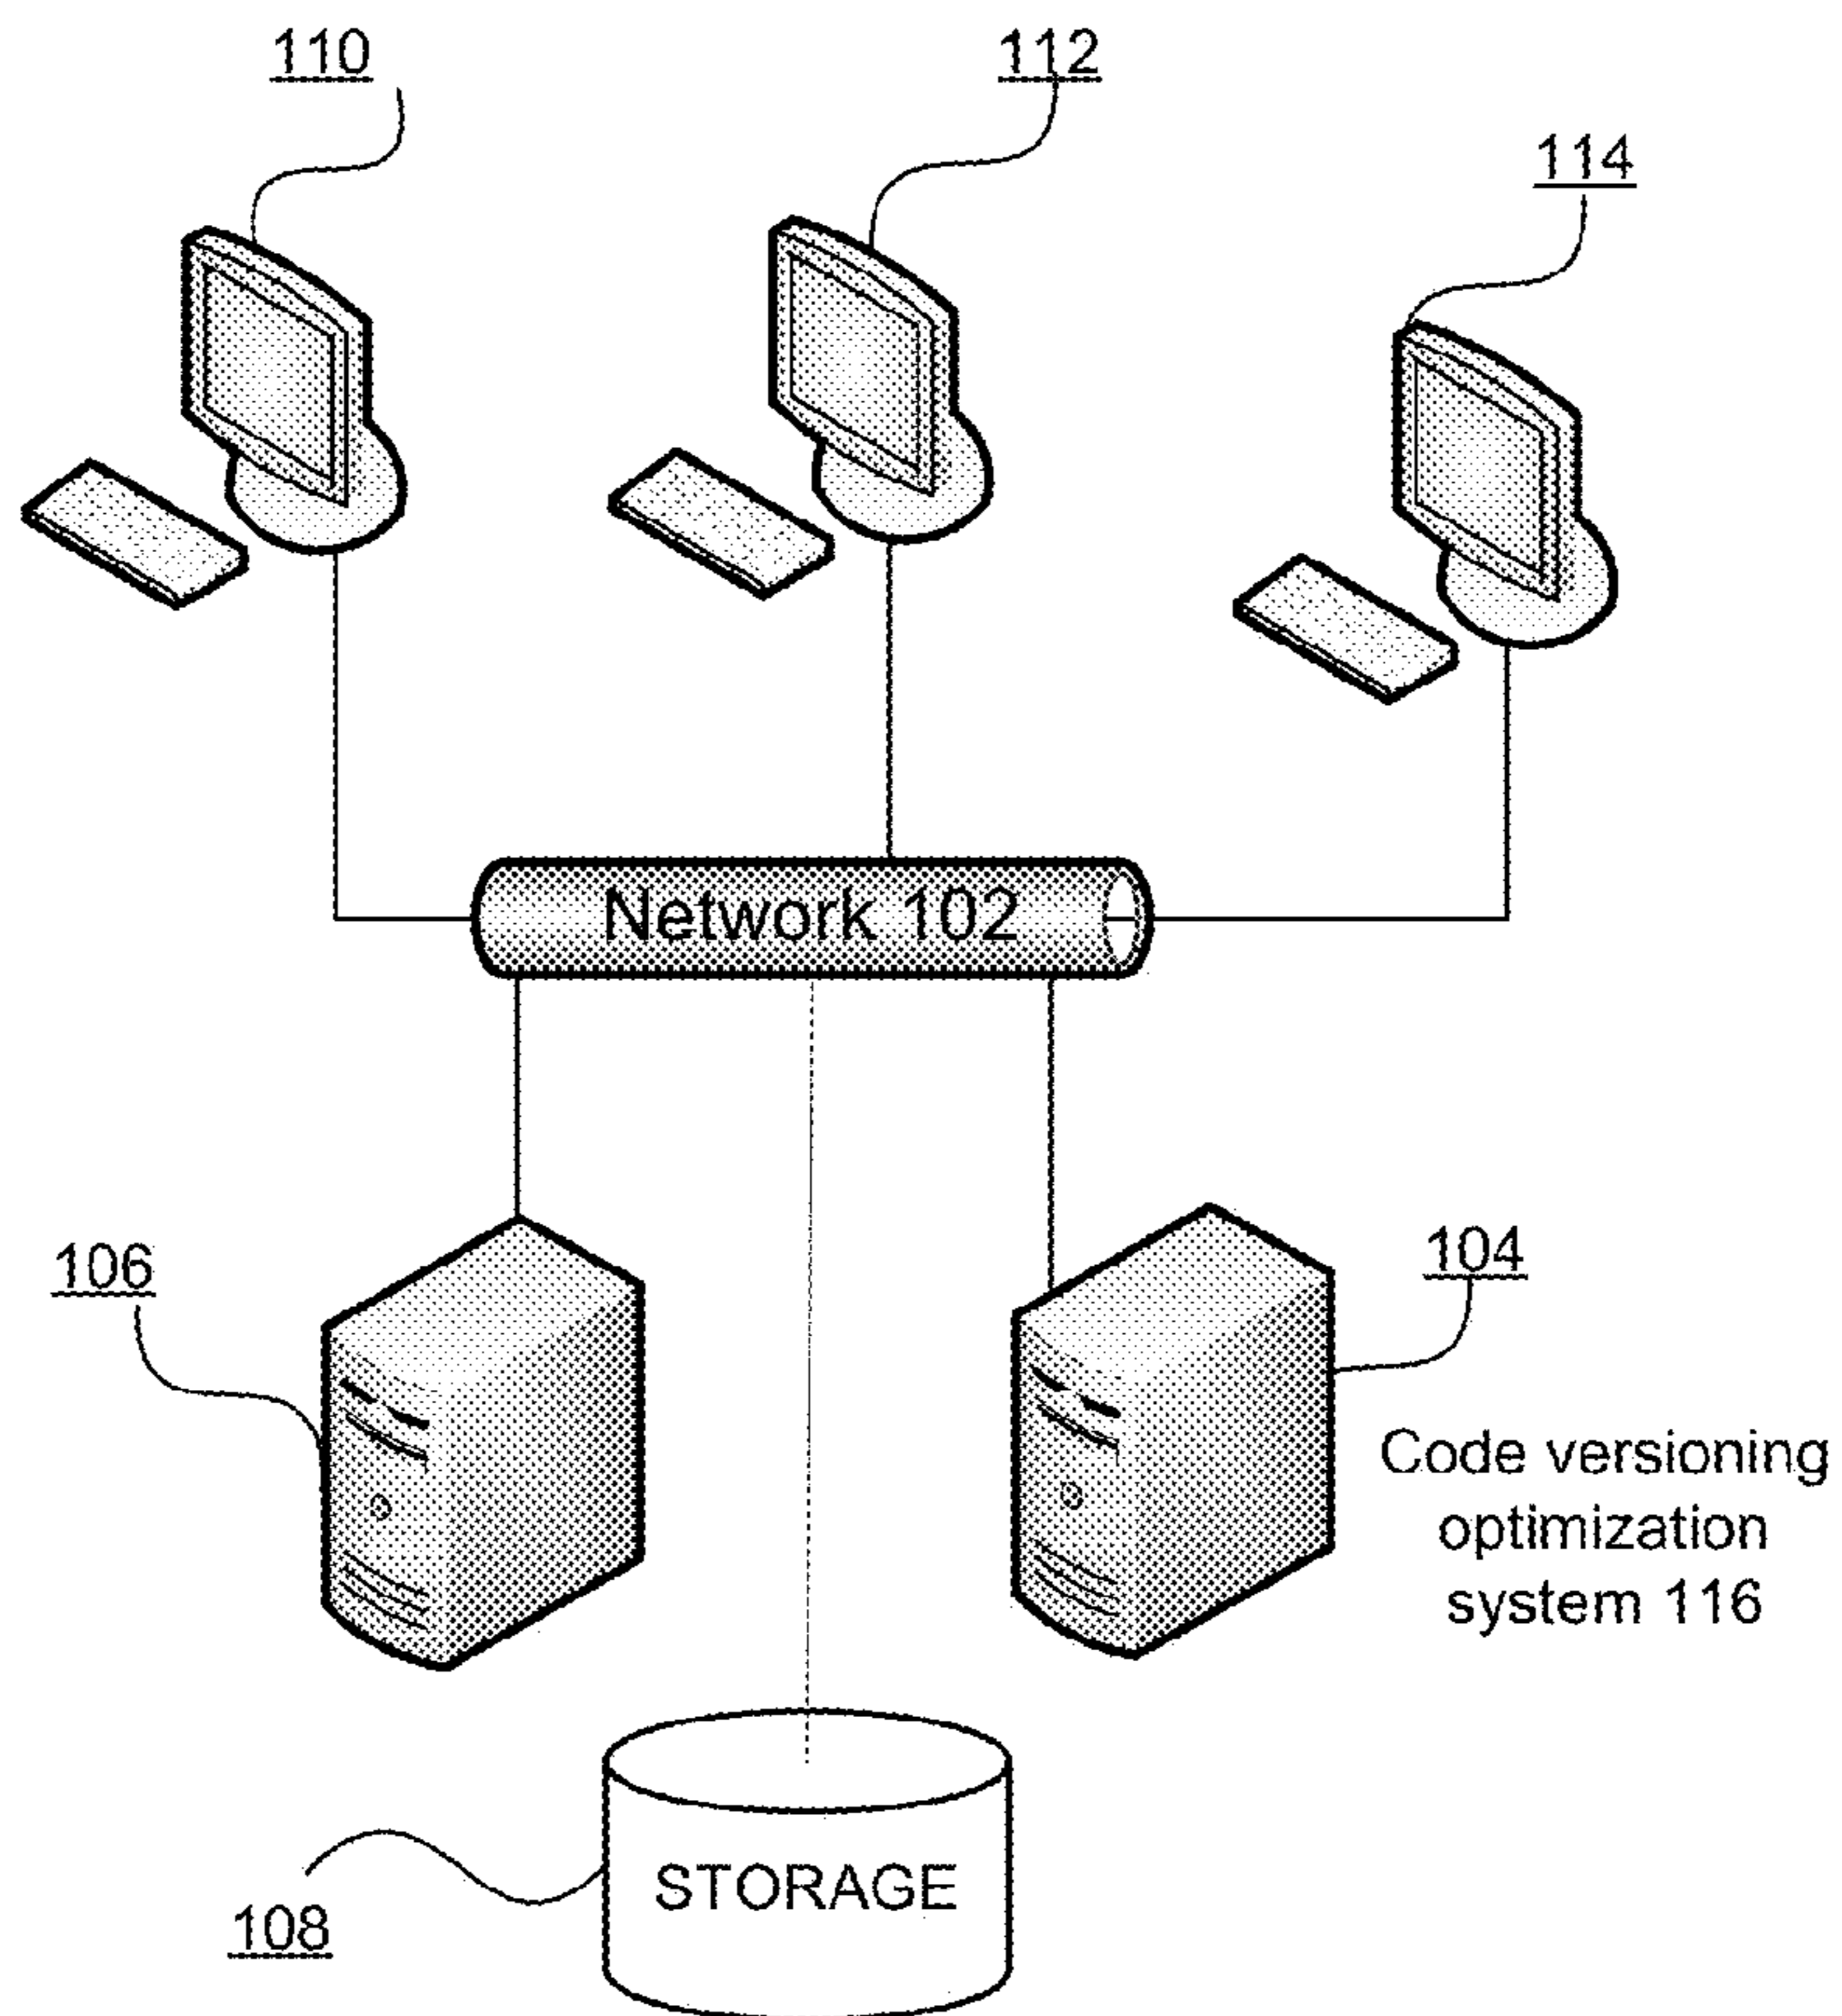 110
112
114
Network 102
106
104
Code versioning
optimization
system 116
STORAGE
108